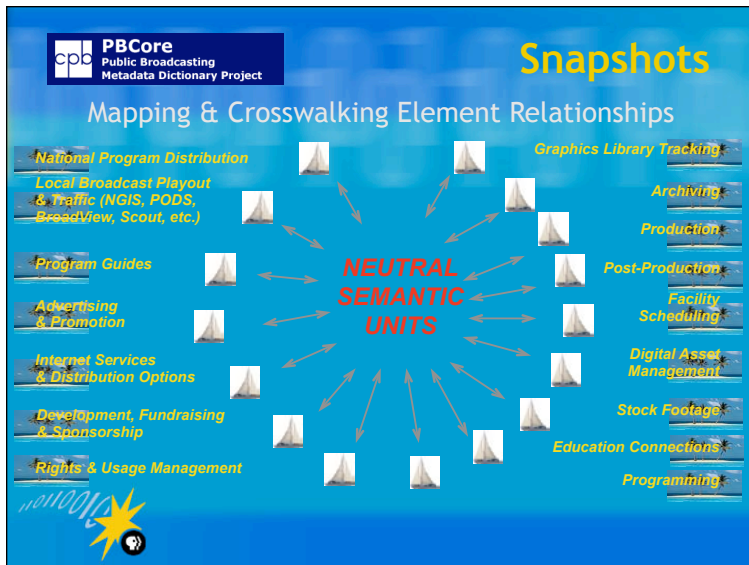 cpb
PBCore
Public Broadcasting
Metadata Dictionary Project
Snapshots
Mapping & Crosswalking Element Relationships
National Program Distribution
Local Broadcast Playout
& Traffic (NGIS, PODS,
BroadView, Scout, etc.)
Program Guides
Advertising
& Promotion
Internet Services
& Distribution Options
Development, Fundraising
& Sponsorship
Rights & Usage Management
NEUTRAL
SEMANTIC
UNITS
Graphics Library Tracking
Archiving
Production
Post-Production
Facility
Scheduling
Digital Asset
Management
Stock Footage
Education Connections
Programming